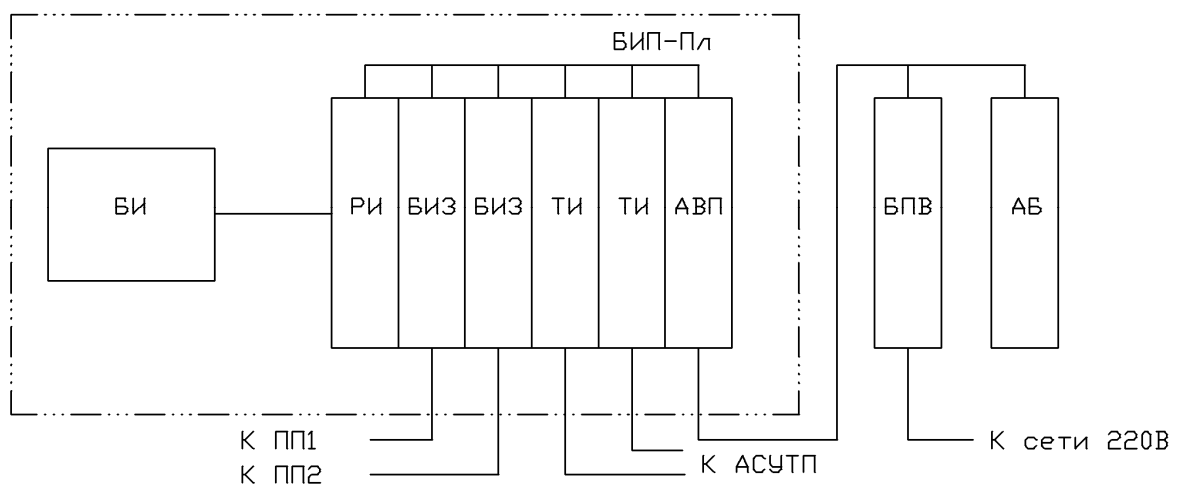 БИП-Пл
БИ
РИ
БИЗ
БИЗ
ТИ
ТИ
АВП
БПВ
АБ
К ПП1
К ПП2
К АСУТП
К сети 220В